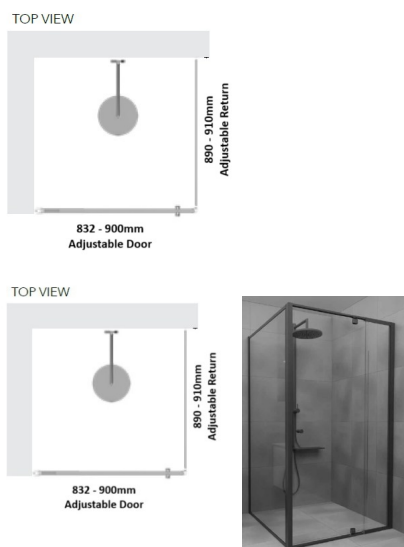 TOP VIEW
890 - 910mm
Adjustable Return
832 - 900mm
Adjustable Door
TOP VIEW
890 - 910mm
Adjustable Return
832 - 900mm
Adjustable Door